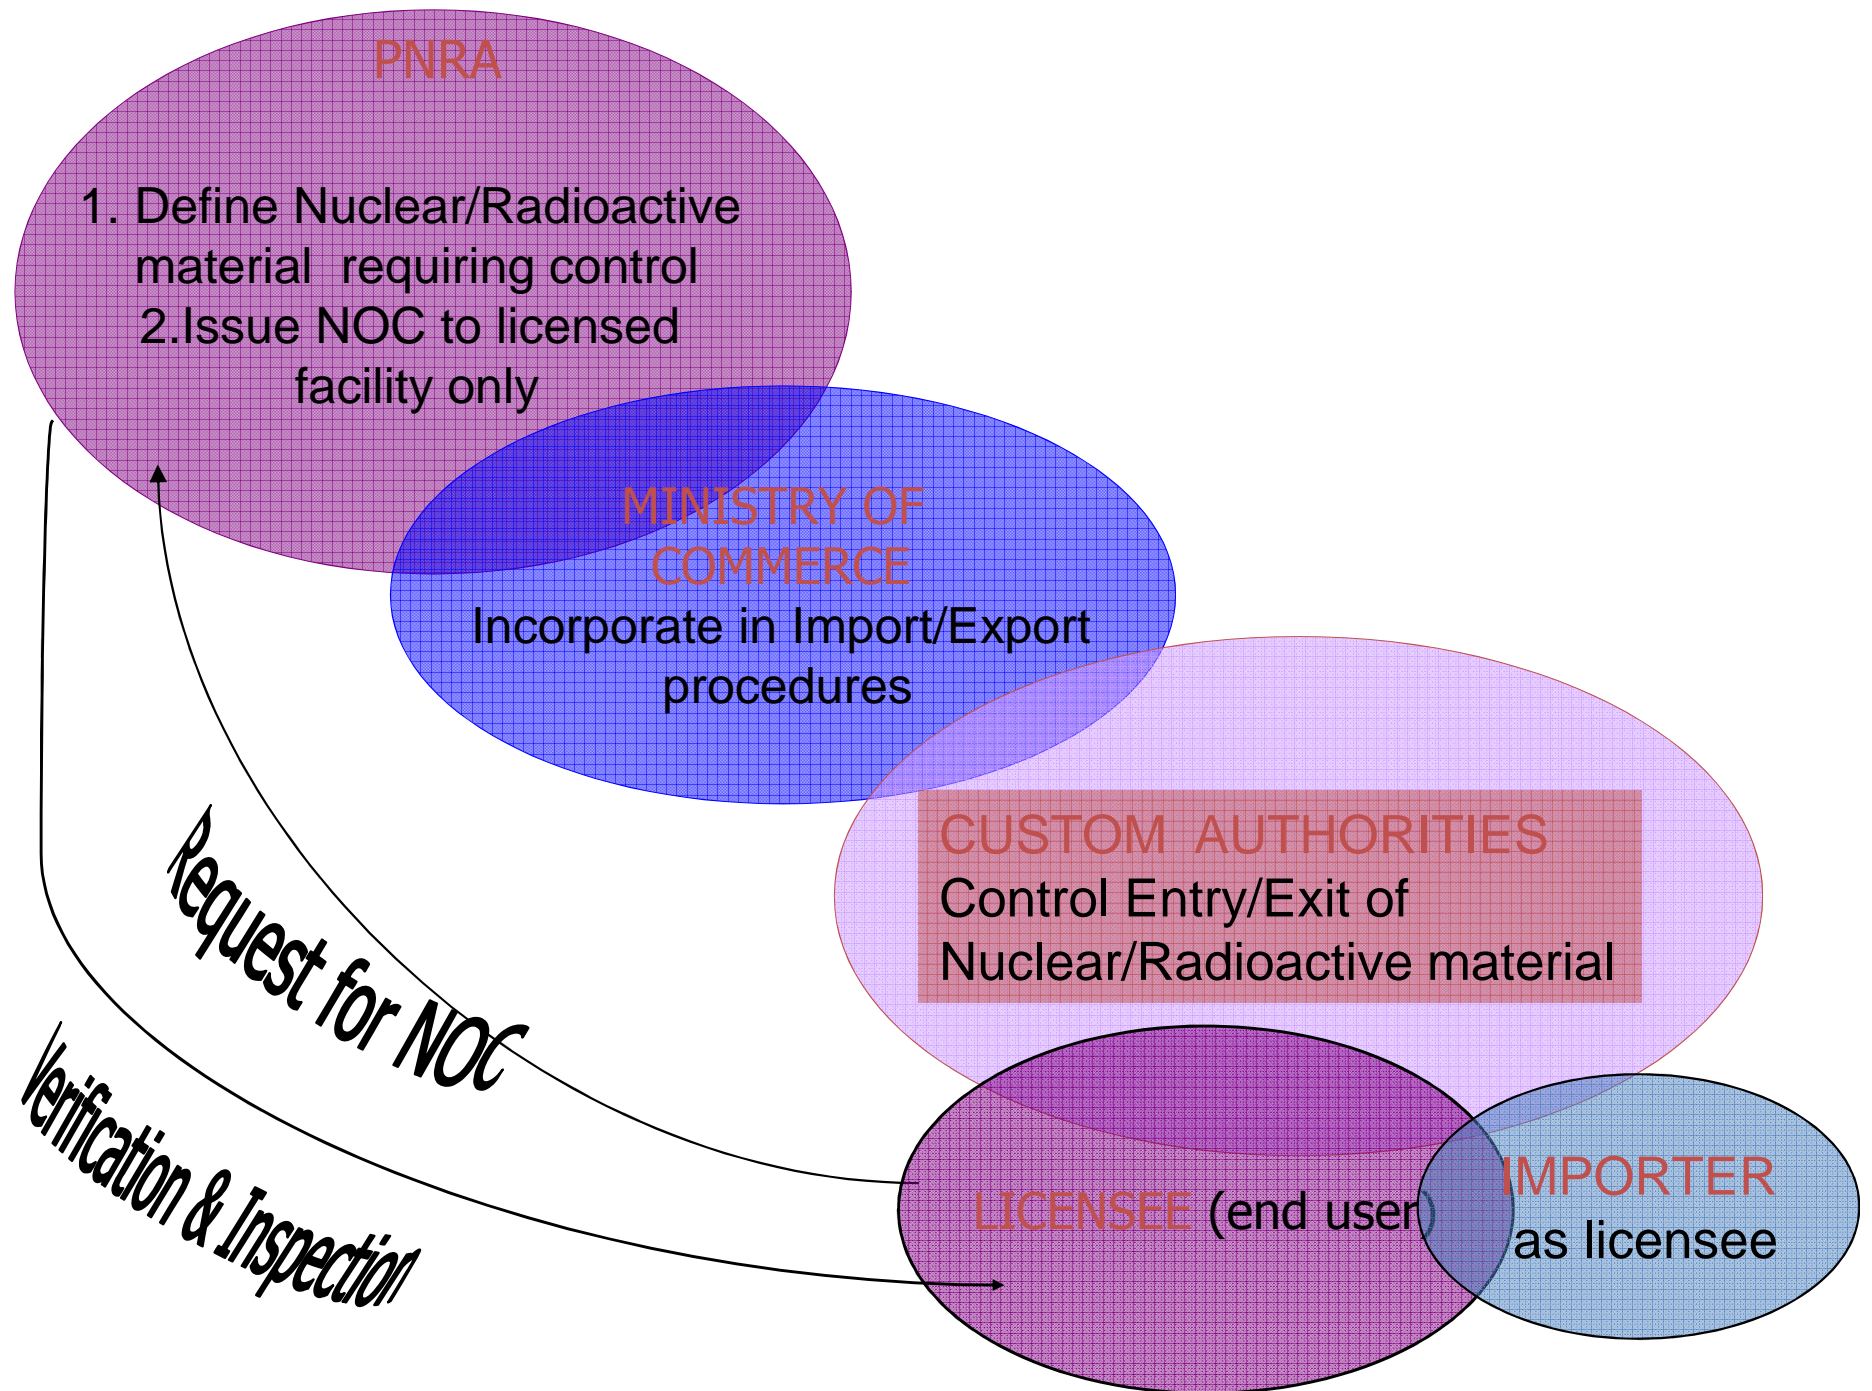 PNRA
1. Define Nuclear/Radioactive
material requiring control
2.Issue NOC to licensed
facility only
MINISTRY OF
COMMERCE
Incorporate in Import/Export
procedures
CUSTOM AUTHORITIES
Control Entry/Exit of
Nuclear/Radioactive material
Request for NOC
Verification & Inspection
LICENSEE (end user)
IMPORTER
as licensee